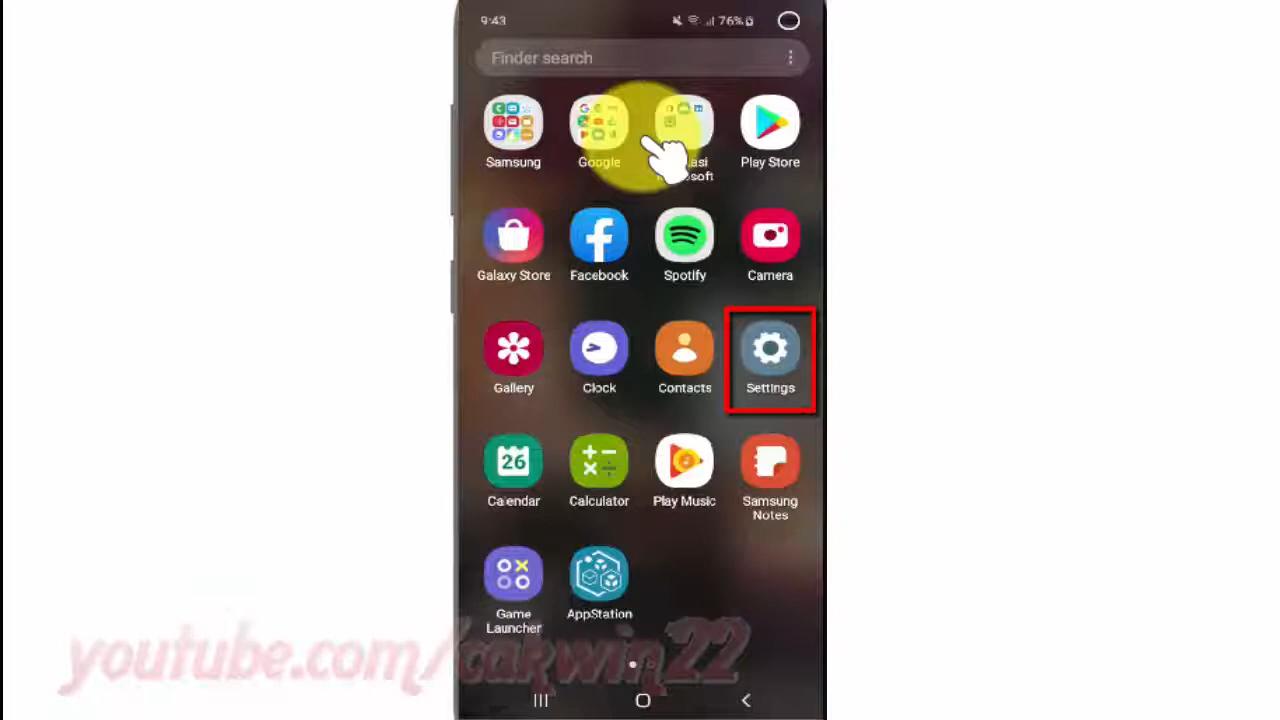 9:43
76%
Finder search
Samsung
Google
Play Store
Galaxy Store
Facebook
Spotify
Camera
Gallery
Clock
Contacts
Settings
26
Calendar
Calculator
Play Music
Samsung
Notes
Game
Launcher
AppStation
youtube.com/cakwin22